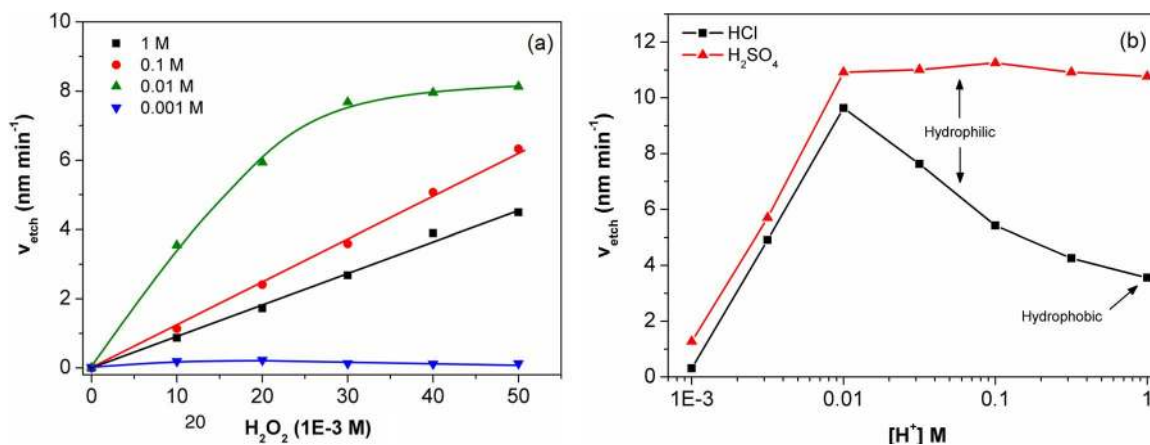 (a)
1 M
0.1 M
0.01 M
0.001 M
10
8
6
4
2
0
v_etch (nm min⁻¹)
0 10 20 30 40 50
20
H₂O₂ (1E-3 M)
(b)
HCl
H₂SO₄
12
10
8
6
4
2
0
v_etch (nm min⁻¹)
Hydrophilic
Hydrophobic
1E-3 0.01 0.1 1
[H⁺] M